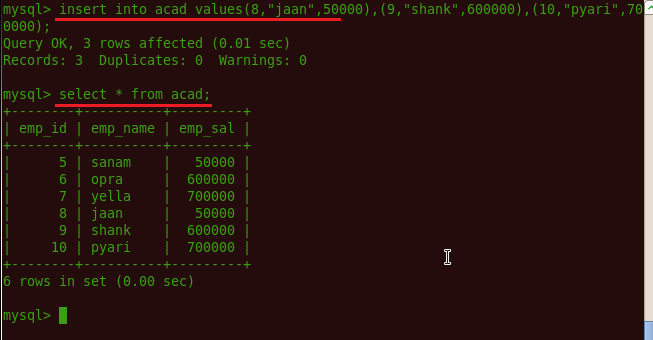 mysql> insert into acad values(8,"jaan",50000),(9,"shank",600000),(10,"pyari",70
0000);
Query OK, 3 rows affected (0.01 sec)
Records: 3  Duplicates: 0  Warnings: 0
mysql> select * from acad;
+--------+----------+---------+
| emp_id | emp_name | emp_sal |
+--------+----------+---------+
|      5 | sanam    |   50000 |
|      6 | opra     |  600000 |
|      7 | yella    |  700000 |
|      8 | jaan     |   50000 |
|      9 | shank    |  600000 |
|     10 | pyari    |  700000 |
+--------+----------+---------+
6 rows in set (0.00 sec)
mysql>